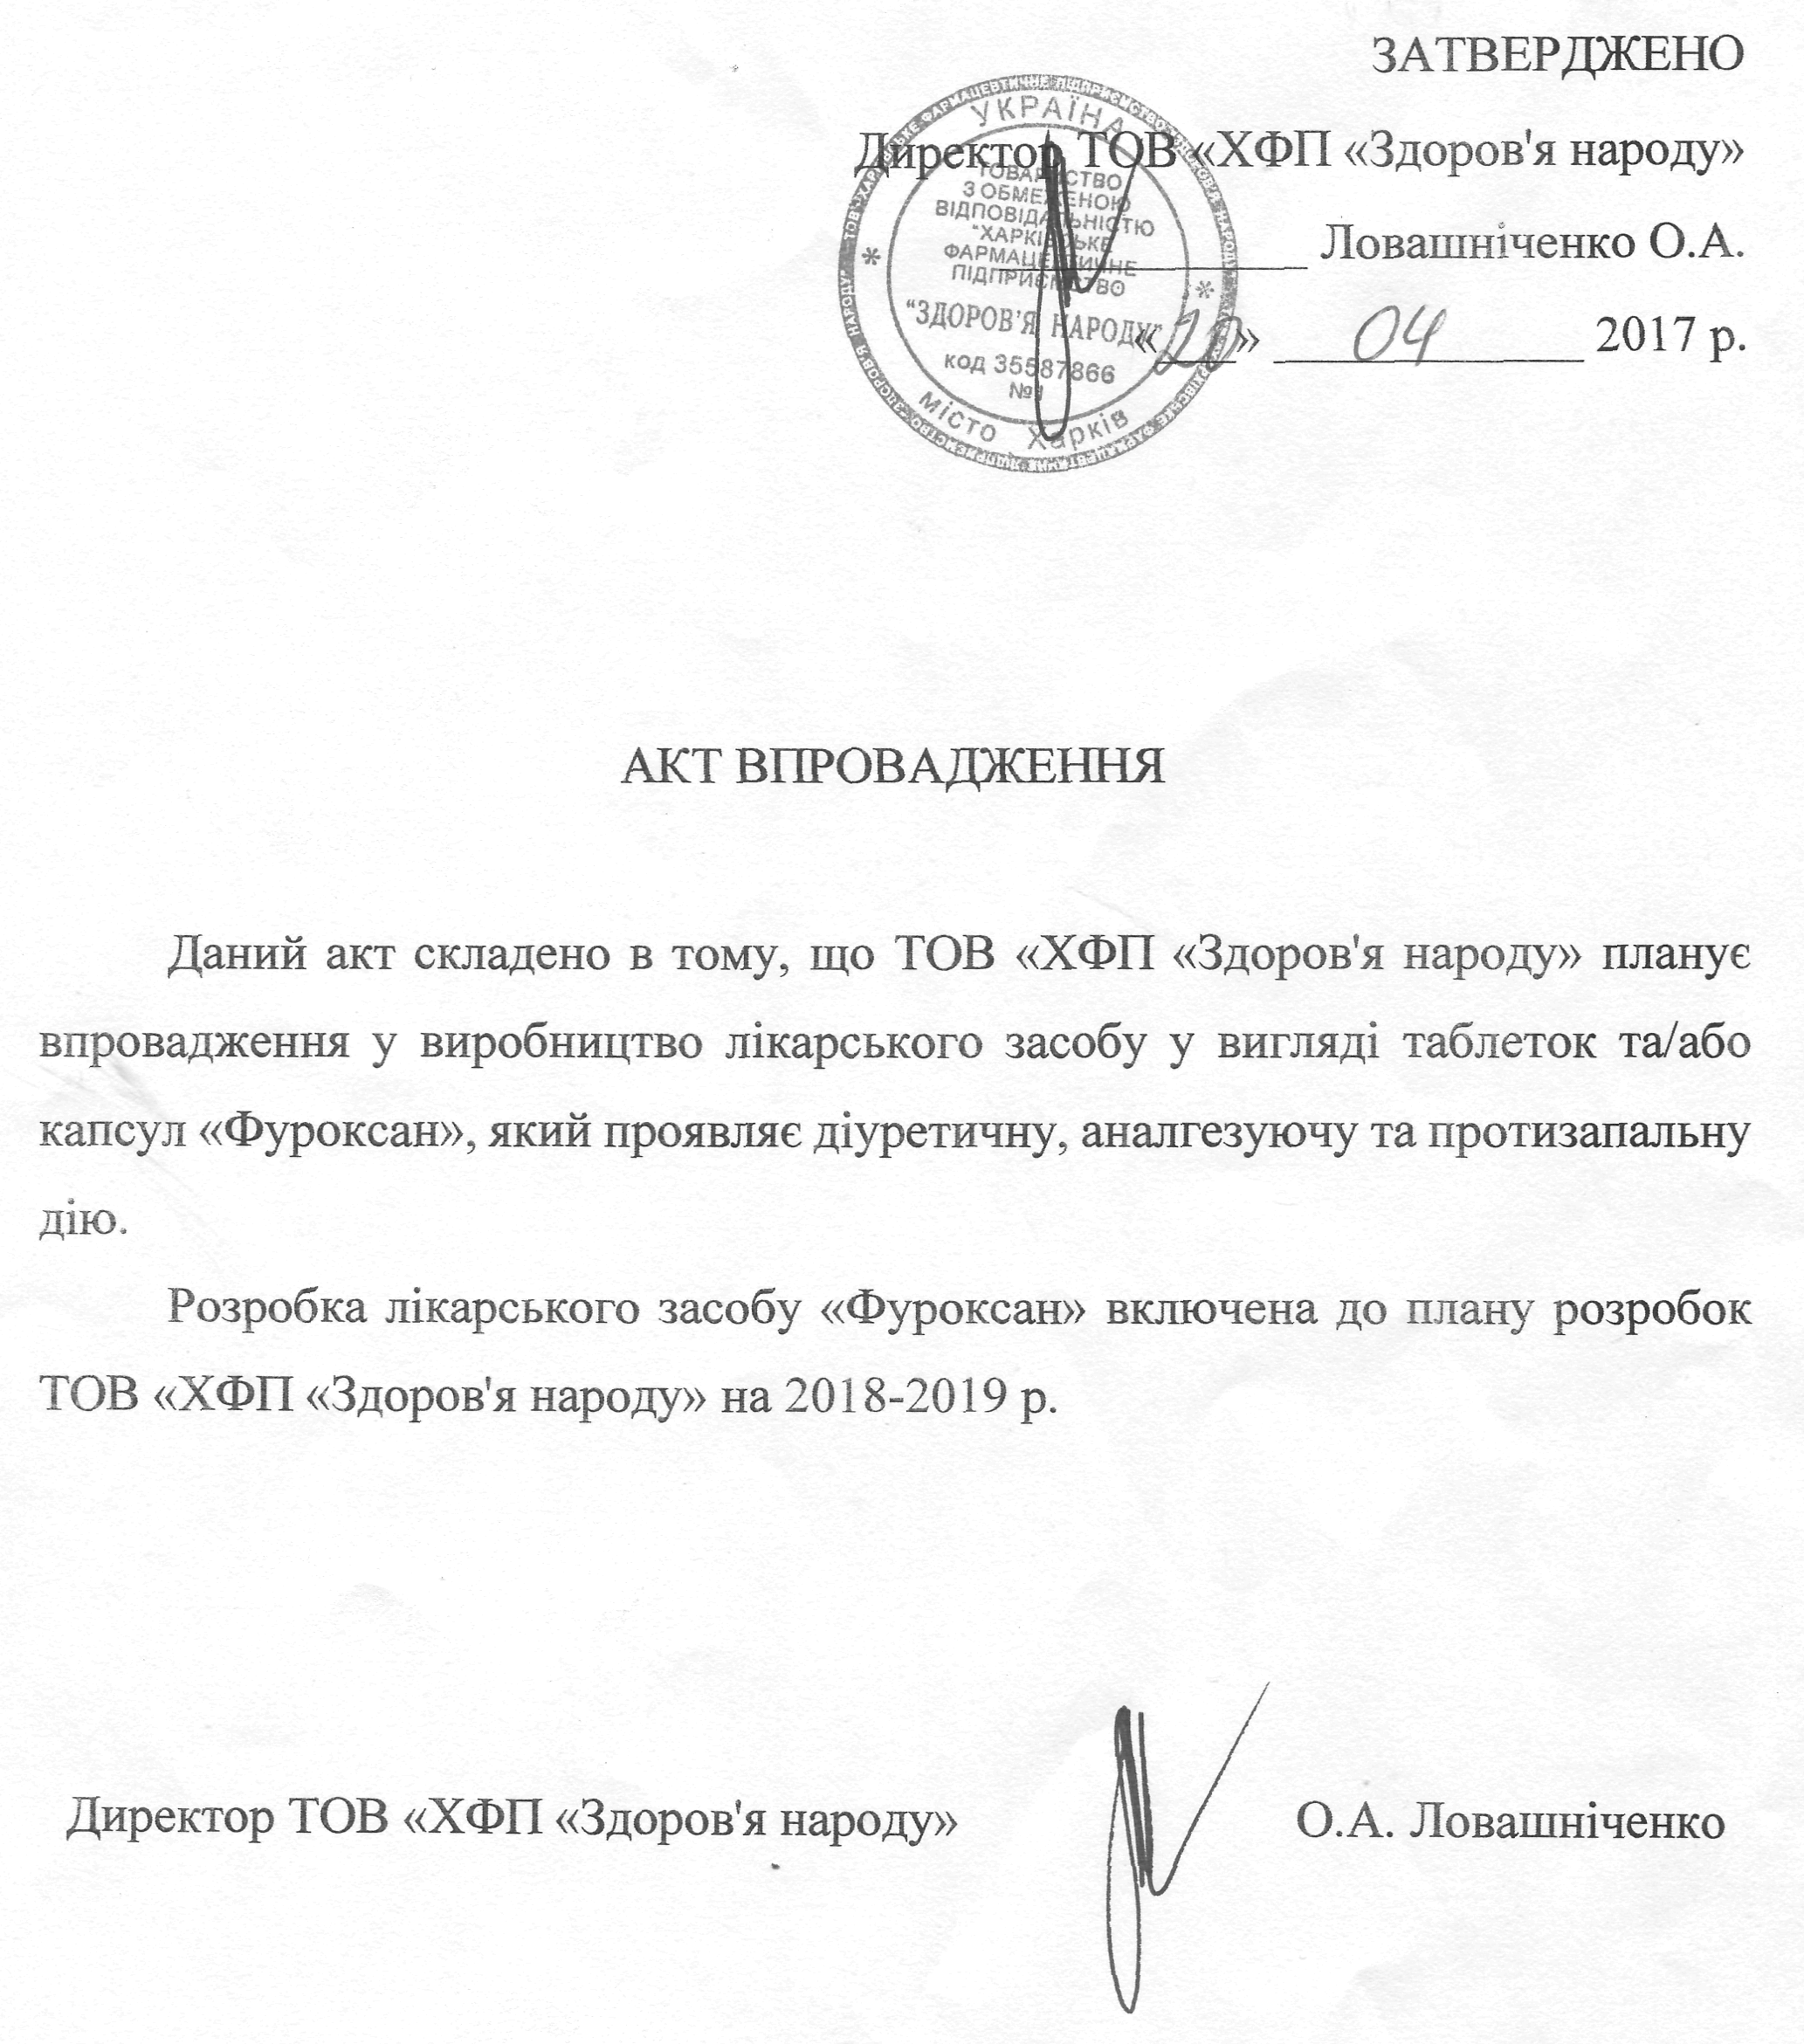 ЗАТВЕРДЖЕНО
Директор ТОВ «ХФП «Здоров'я народу»
______________ Ловашніченко О.А.
«20» 04 2017 р.
УКРАЇНА
ТОВАРИСТВО
З ОБМЕЖЕНОЮ
ВІДПОВІДАЛЬНІСТЮ
"ХАРКІВСЬКЕ
ФАРМАЦЕВТИЧНЕ
ПІДПРИЄМСТВО
"ЗДОРОВ'Я НАРОДУ"
код 35587866
№1
місто Харків
АКТ ВПРОВАДЖЕННЯ
Даний акт складено в тому, що ТОВ «ХФП «Здоров'я народу» планує
впровадження у виробництво лікарського засобу у вигляді таблеток та/або
капсул «Фуроксан», який проявляє діуретичну, аналгезуючу та протизапальну
дію.
Розробка лікарського засобу «Фуроксан» включена до плану розробок
ТОВ «ХФП «Здоров'я народу» на 2018-2019 р.
Директор ТОВ «ХФП «Здоров'я народу» О.А. Ловашніченко